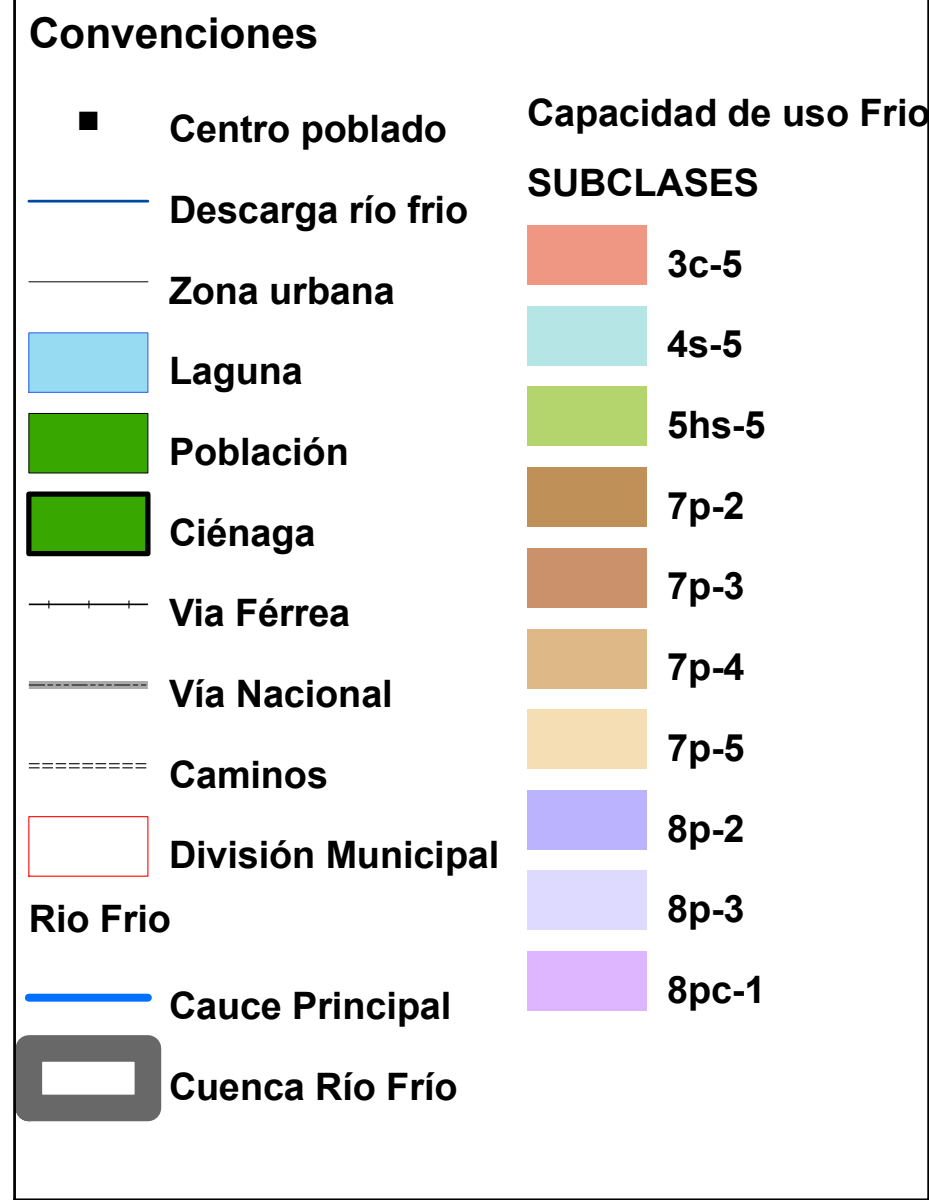 Convenciones
Centro poblado
Descarga río frio
Zona urbana
Laguna
Población
Ciénaga
Via Férrea
Vía Nacional
Caminos
División Municipal
Rio Frio
Cauce Principal
Cuenca Río Frío
Capacidad de uso Frio
SUBCLASES
3c-5
4s-5
5hs-5
7p-2
7p-3
7p-4
7p-5
8p-2
8p-3
8pc-1